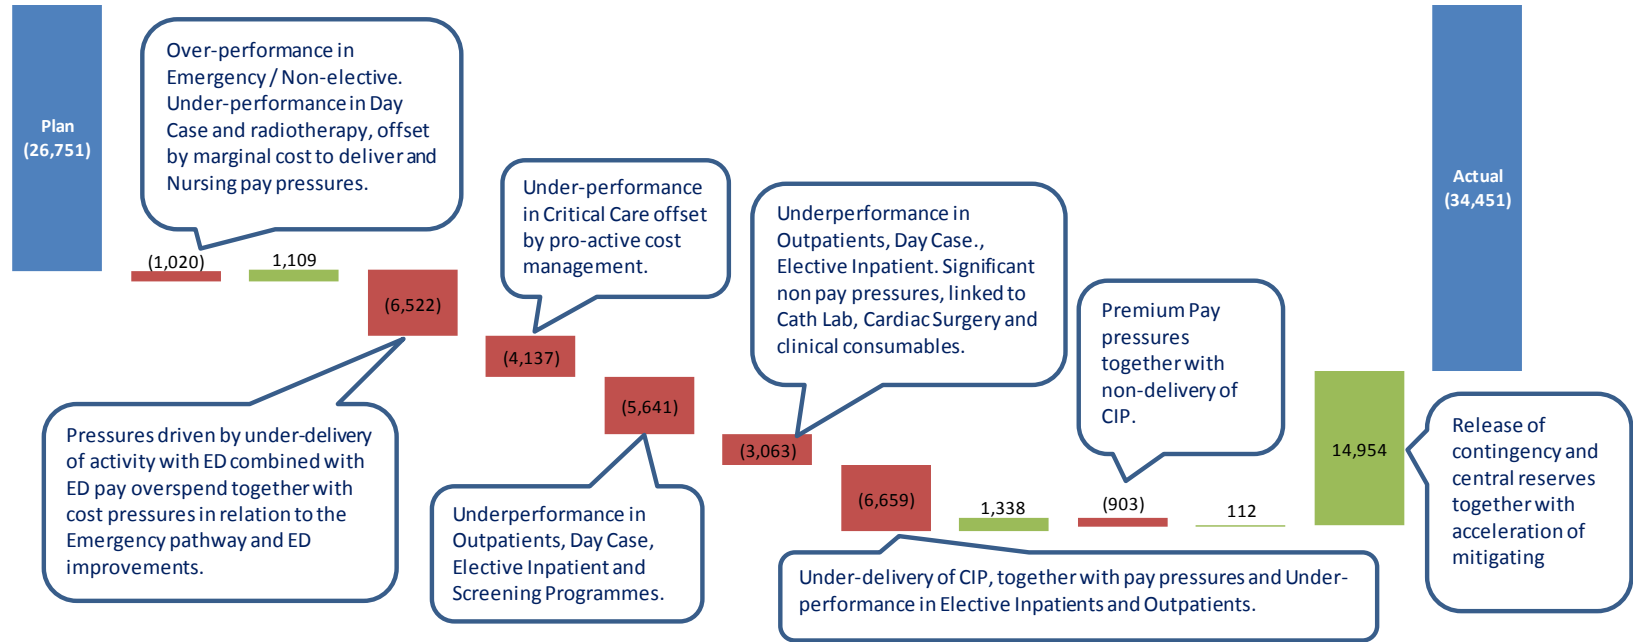 Plan
(26,751)
Over-performance in
Emergency / Non-elective.
Under-performance in Day
Case and radiotherapy, offset
by marginal cost to deliver and
Nursing pay pressures.
(1,020)
1,109
(6,522)
Pressures driven by under-delivery
of activity with ED combined with
ED pay overspend together with
cost pressures in relation to the
Emergency pathway and ED
improvements.
Under-performance
in Critical Care offset
by pro-active cost
management.
(4,137)
(5,641)
Underperformance in
Outpatients, Day Case,
Elective Inpatient and
Screening Programmes.
Underperformance in
Outpatients, Day Case.,
Elective Inpatient. Significant
non pay pressures, linked to
Cath Lab, Cardiac Surgery and
clinical consumables.
(3,063)
(6,659)
1,338
Under-delivery of CIP, together with pay pressures and Under-
performance in Elective Inpatients and Outpatients.
Premium Pay
pressures
together with
non-delivery of
CIP.
(903)
112
14,954
Actual
(34,451)
Release of
contingency and
central reserves
together with
acceleration of
mitigating